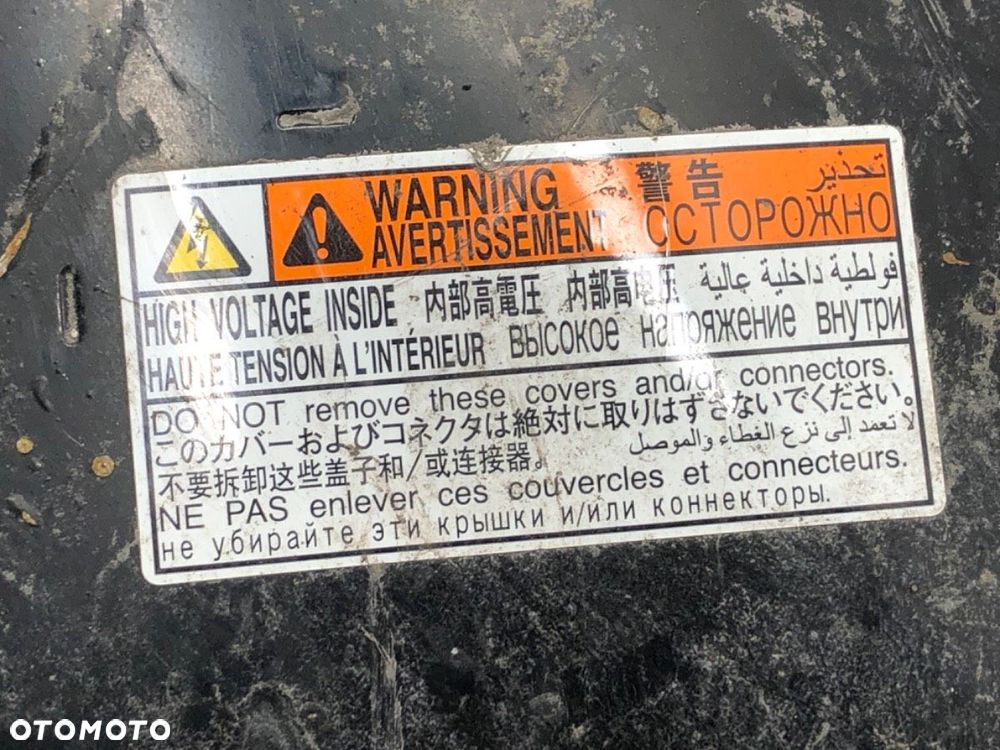 WARNING 警告 تحذير
AVERTISSEMENT ОСТОРОЖНО
HIGH VOLTAGE INSIDE 内部高電圧 内部高电压 فولطية داخلية عالية
HAUTE TENSION À L'INTÉRIEUR ВЫСОКОЕ напряжение внутри
DO NOT remove these covers and/or connectors.
このカバーおよびコネクタは絶対に取りはずさないでください。
不要拆卸这些盖子和/或连接器。 لا تعمد إلى نزع الغطاء والموصل
NE PAS enlever ces couvercles et connecteurs.
не убирайте эти крышки и/или коннекторы.
OTOMOTO